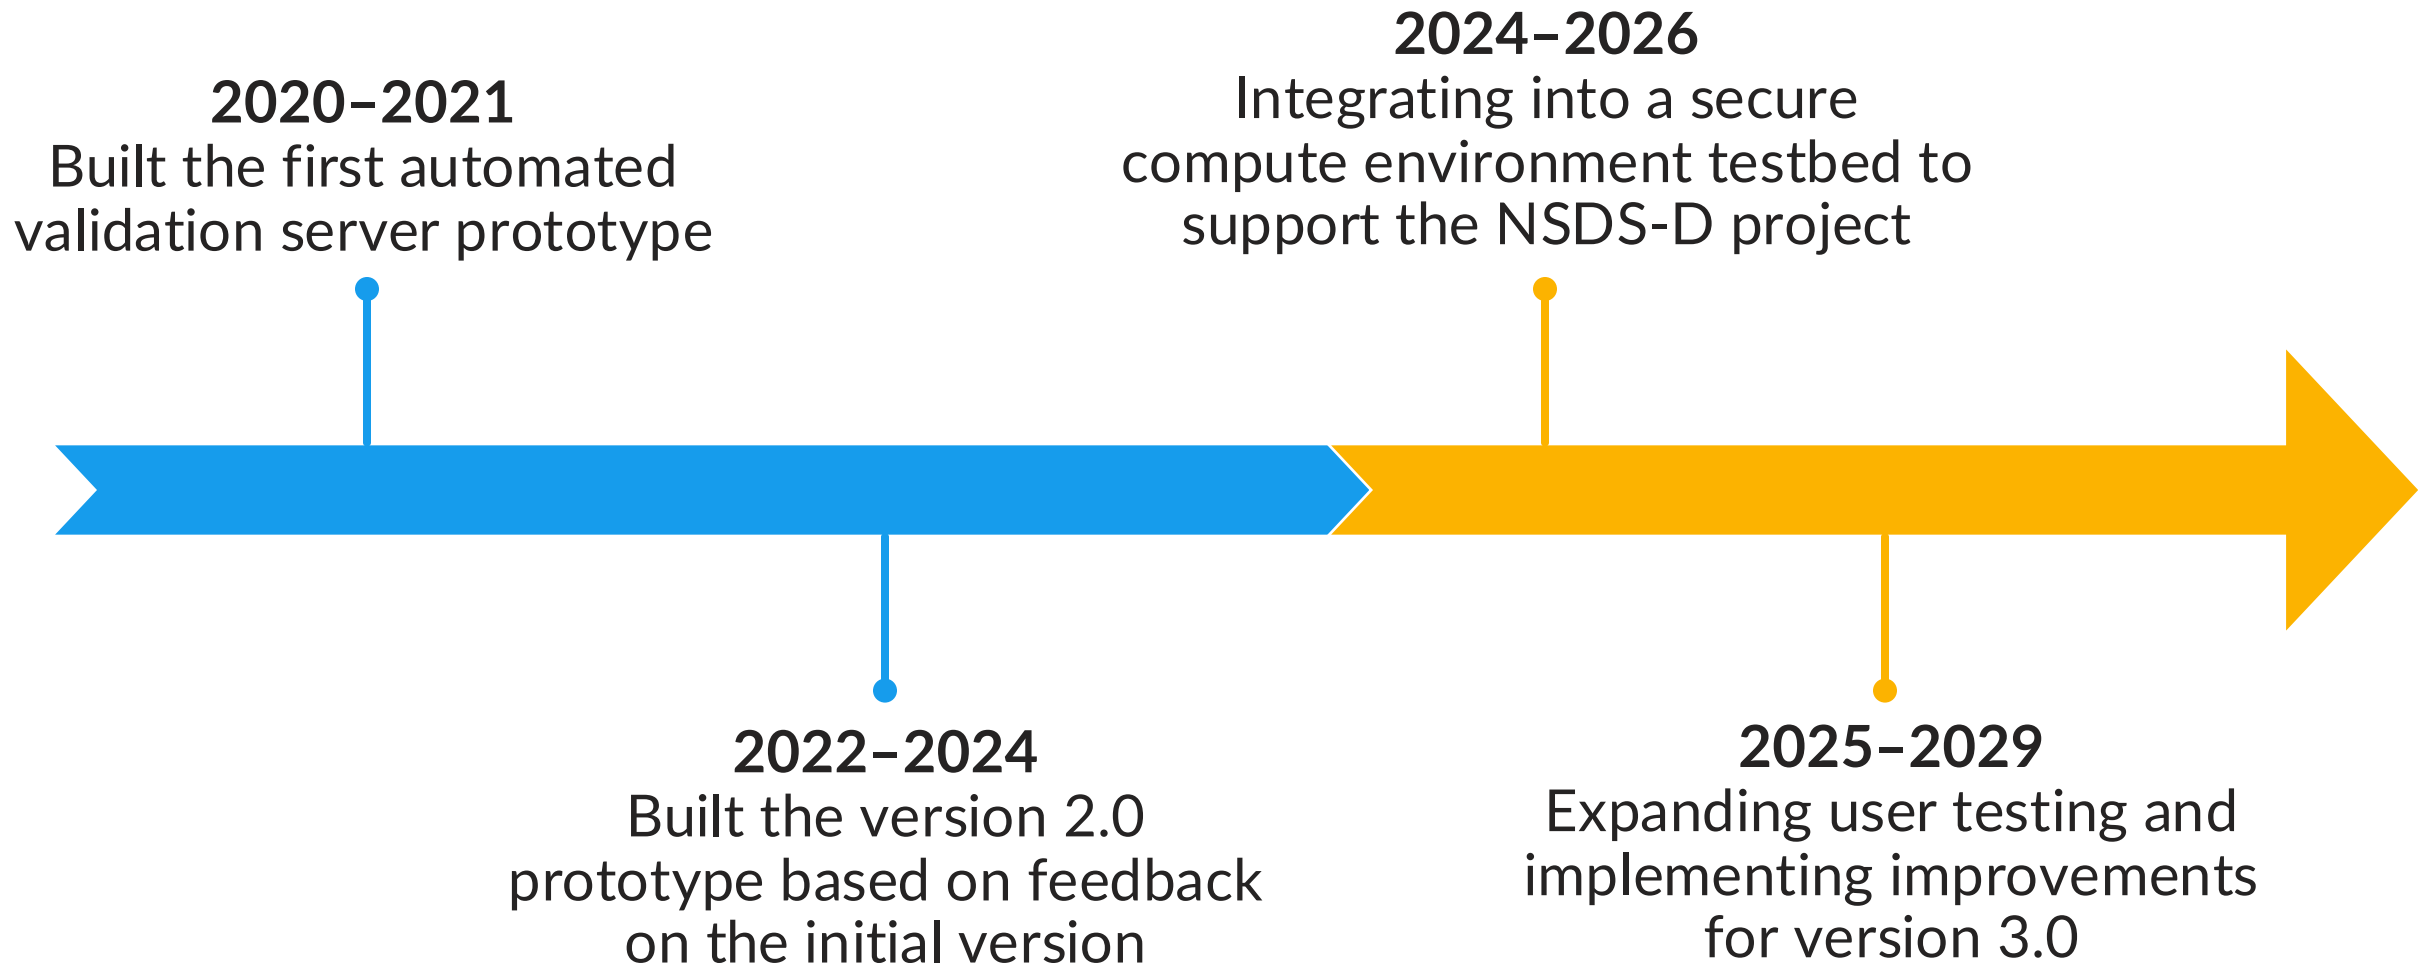 2020–2021
Built the first automated
validation server prototype
2024–2026
Integrating into a secure
compute environment testbed to
support the NSDS-D project
2022–2024
Built the version 2.0
prototype based on feedback
on the initial version
2025–2029
Expanding user testing and
implementing improvements
for version 3.0